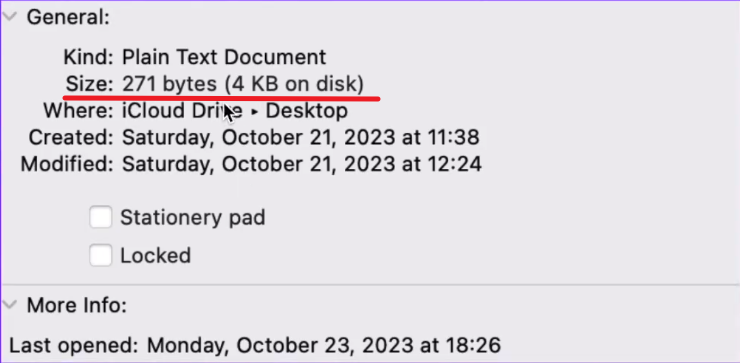 General:
Kind: Plain Text Document
Size: 271 bytes (4 KB on disk)
Where: iCloud Drive ▸ Desktop
Created: Saturday, October 21, 2023 at 11:38
Modified: Saturday, October 21, 2023 at 12:24
Stationery pad
Locked
More Info:
Last opened: Monday, October 23, 2023 at 18:26